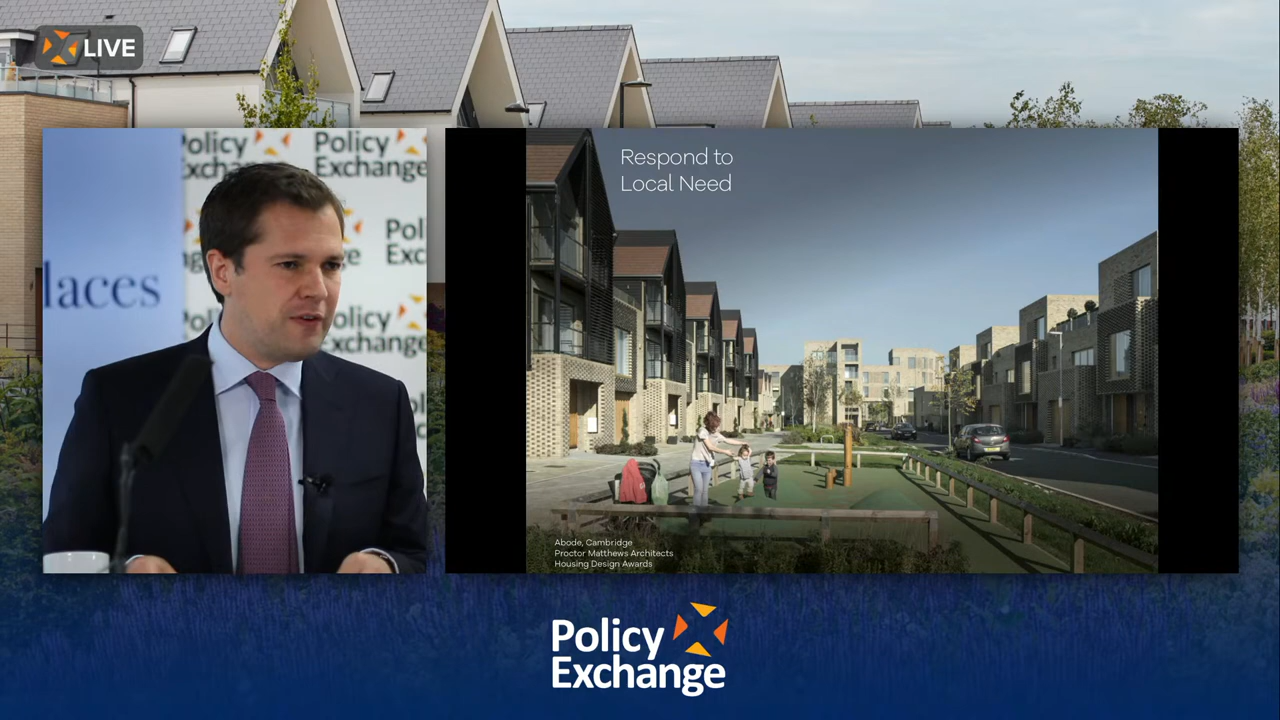 LIVE
Policy
Exchange
Policy
Exchange
Policy
Exchange
laces
Policy
Exchange
Respond to
Local Need
Abode, Cambridge
Proctor Matthews Architects
Housing Design Awards
Policy
Exchange